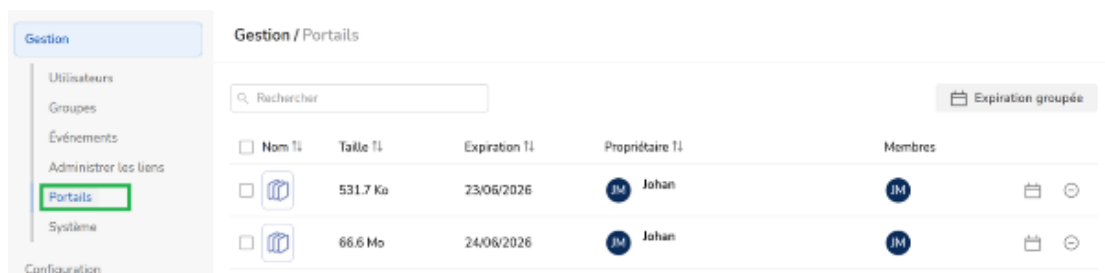 Gestion
Gestion / Portails
Utilisateurs
Groupes
Événements
Administrer les liens
Portails
Système
Configuration
Rechercher
Expiration groupée
Nom Taille Expiration Propriétaire Membres
531.7 Ko 23/06/2026 JM Johan JM
66.6 Mo 24/06/2026 JM Johan JM